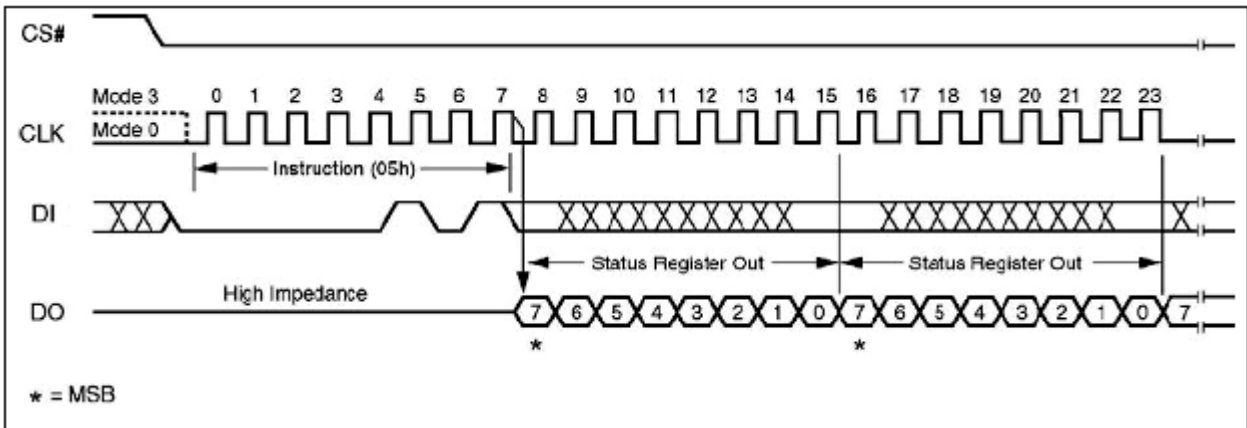 CS#
Mode 3
0 1 2 3 4 5 6 7 8 9 10 11 12 13 14 15 16 17 18 19 20 21 22 23
CLK
Mode 0
Instruction (05h)
DI
Status Register Out
Status Register Out
High Impedance
DO
7 6 5 4 3 2 1 0 7 6 5 4 3 2 1 0 7
* *
* = MSB